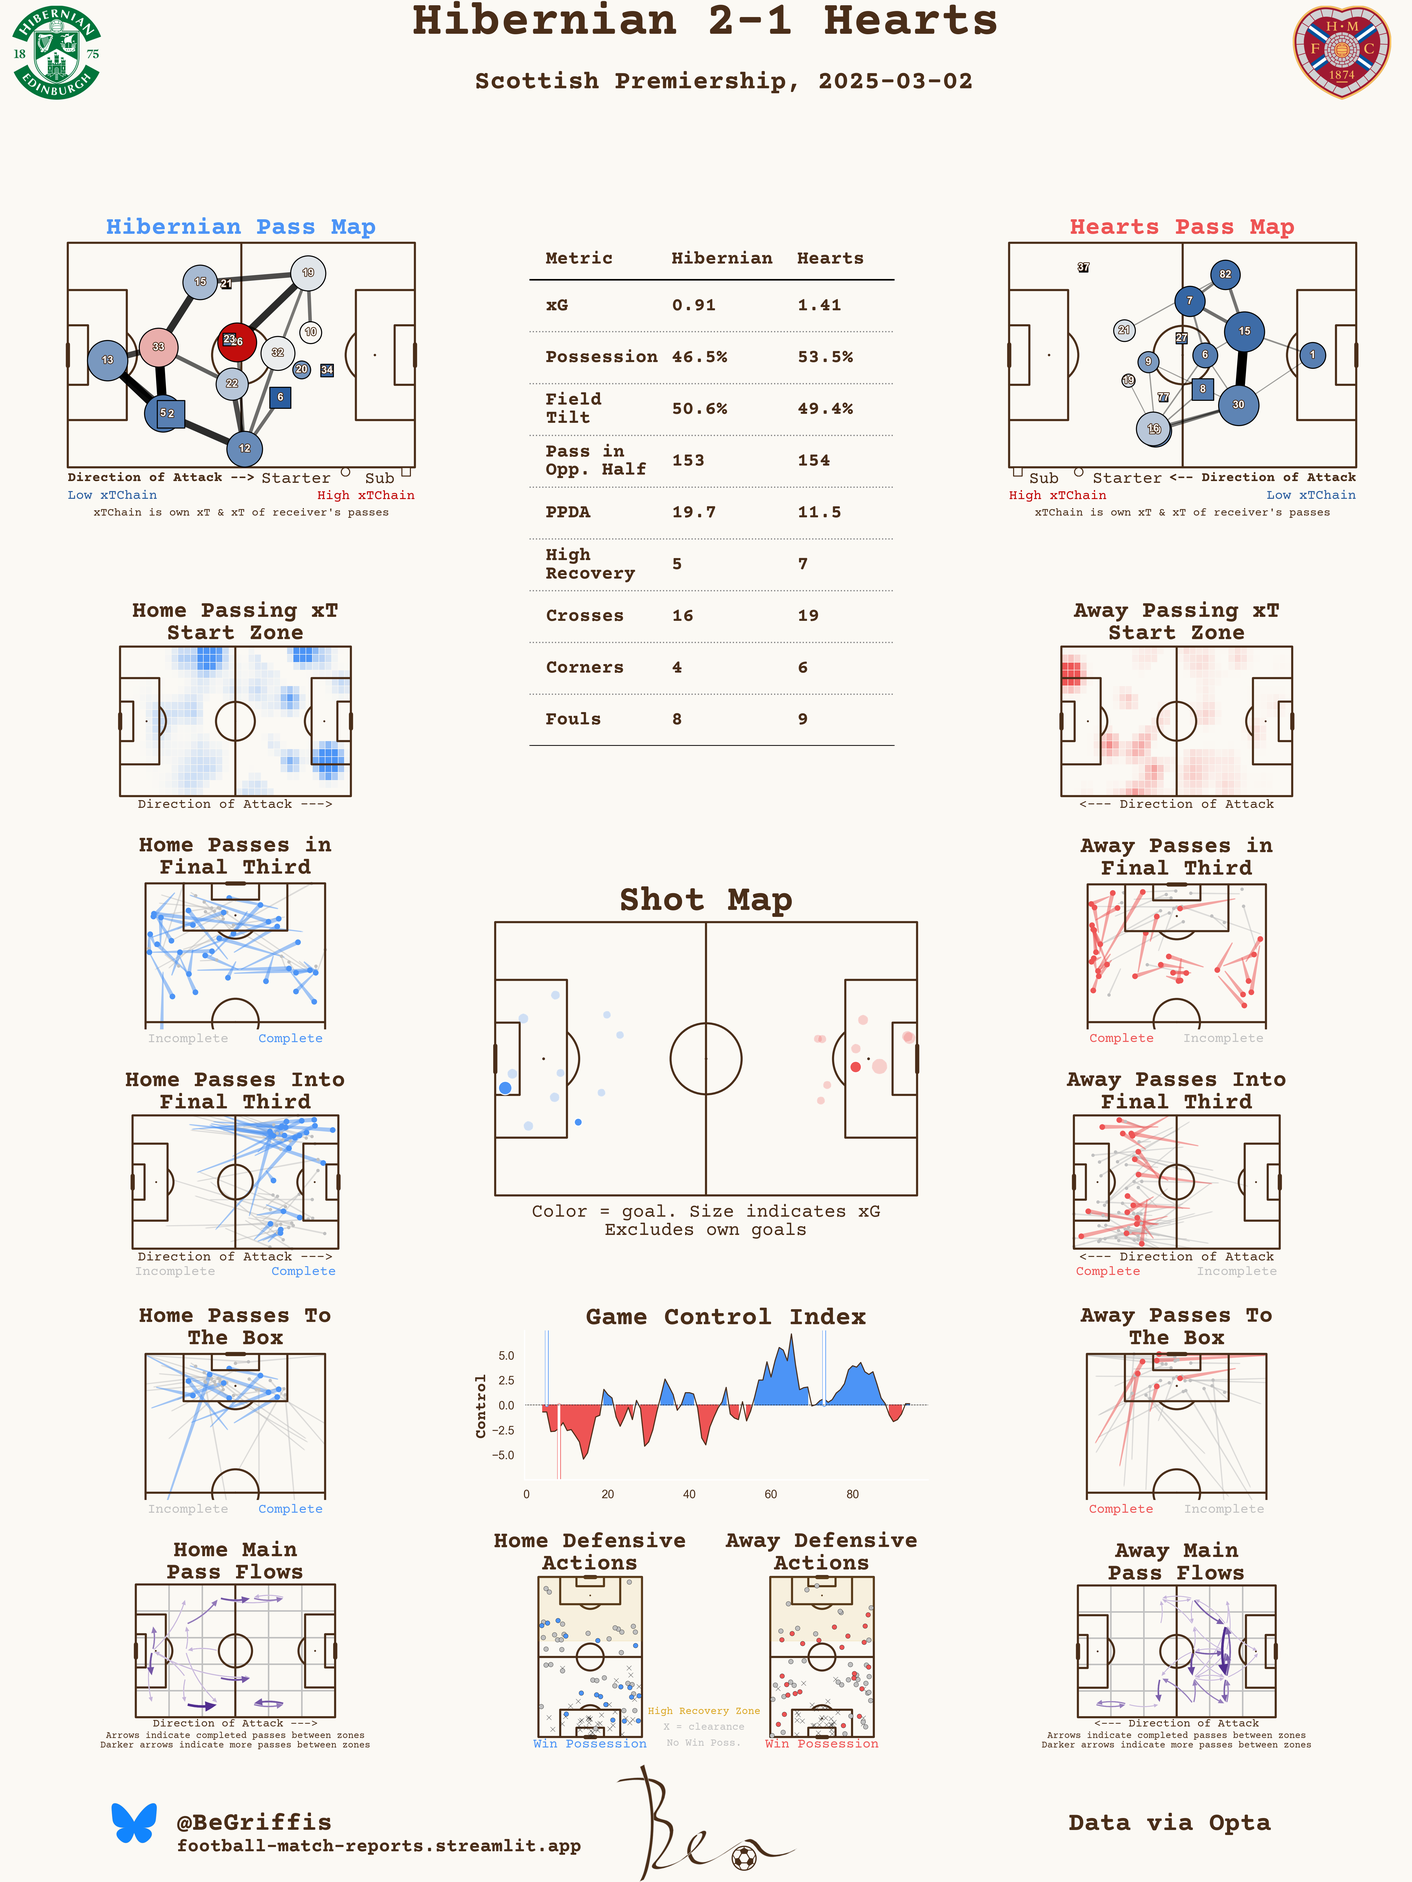 Hibernian 2-1 Hearts
Scottish Premiership, 2025-03-02
HIBERNIAN
18 75
EDINBURGH
H M
F C
1874
Hibernian Pass Map
15
21
19
10
13
33
23
26
32
20
34
22
6
5
2
12
Direction of Attack --> Starter Sub
Low xTChain High xTChain
xTChain is own xT & xT of receiver's passes
Metric Hibernian Hearts
xG 0.91 1.41
Possession 46.5% 53.5%
Field
Tilt 50.6% 49.4%
Pass in
Opp. Half 153 154
PPDA 19.7 11.5
High
Recovery 5 7
Crosses 16 19
Corners 4 6
Fouls 8 9
Hearts Pass Map
37
82
7
21
15
27
9
6
1
19
8
77
30
16
Sub Starter <-- Direction of Attack
High xTChain Low xTChain
xTChain is own xT & xT of receiver's passes
Home Passing xT
Start Zone
Direction of Attack --->
Away Passing xT
Start Zone
<--- Direction of Attack
Home Passes in
Final Third
Incomplete Complete
Away Passes in
Final Third
Complete Incomplete
Shot Map
Color = goal. Size indicates xG
Excludes own goals
Home Passes Into
Final Third
Direction of Attack --->
Incomplete Complete
Away Passes Into
Final Third
<--- Direction of Attack
Complete Incomplete
Home Passes To
The Box
Incomplete Complete
Game Control Index
Control
5.0
2.5
0.0
−2.5
−5.0
0 20 40 60 80
Away Passes To
The Box
Complete Incomplete
Home Main
Pass Flows
Direction of Attack --->
Arrows indicate completed passes between zones
Darker arrows indicate more passes between zones
Home Defensive
Actions
Win Possession
High Recovery Zone
X = clearance
No Win Poss.
Away Defensive
Actions
Win Possession
Away Main
Pass Flows
<--- Direction of Attack
Arrows indicate completed passes between zones
Darker arrows indicate more passes between zones
@BeGriffis
football-match-reports.streamlit.app
Ben
Data via Opta